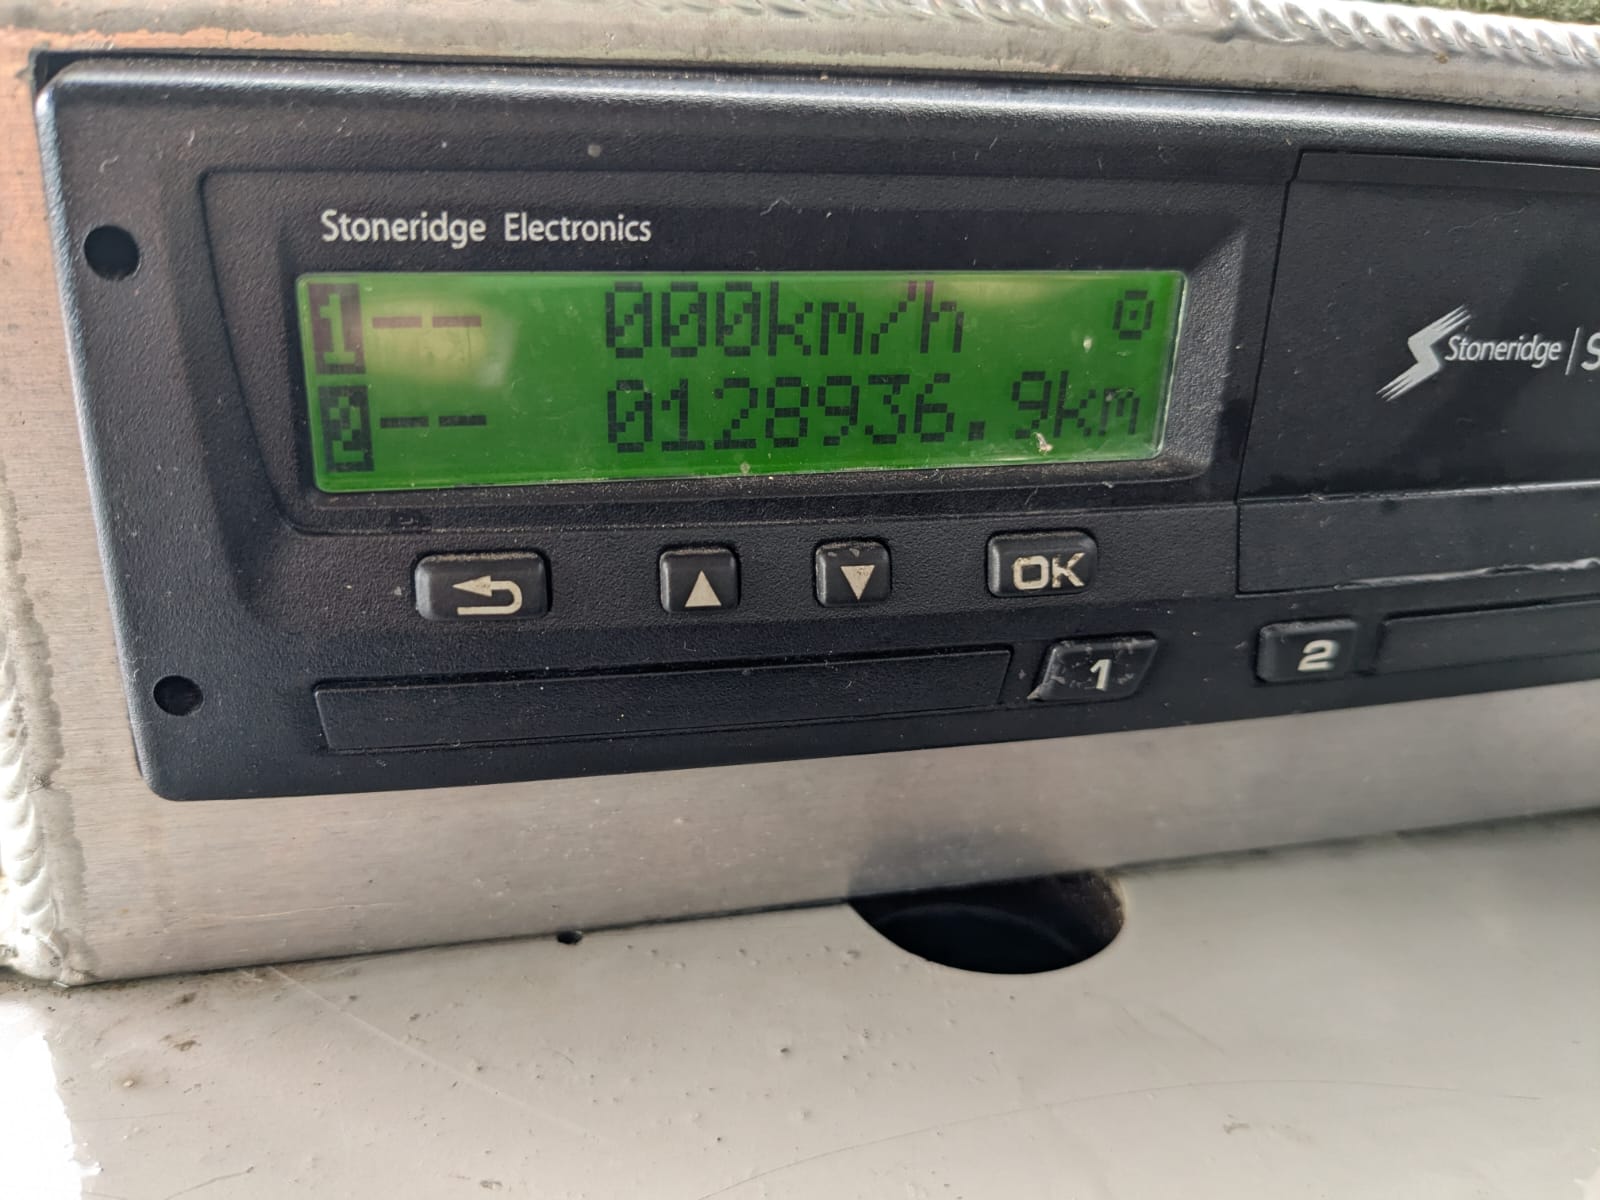 Stoneridge Electronics
1-- 000km/h
2-- 0128936.9km
OK
1
2
Stoneridge